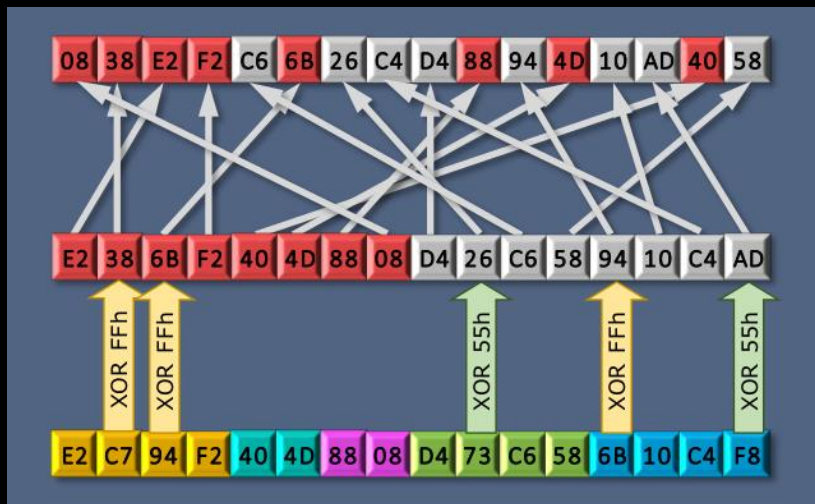 08 38 E2 F2 C6 6B 26 C4 D4 88 94 4D 10 AD 40 58
E2 38 6B F2 40 4D 88 08 D4 26 C6 58 94 10 C4 AD
XOR FFh XOR FFh XOR 55h XOR FFh XOR 55h
E2 C7 94 F2 40 4D 88 08 D4 73 C6 58 6B 10 C4 F8